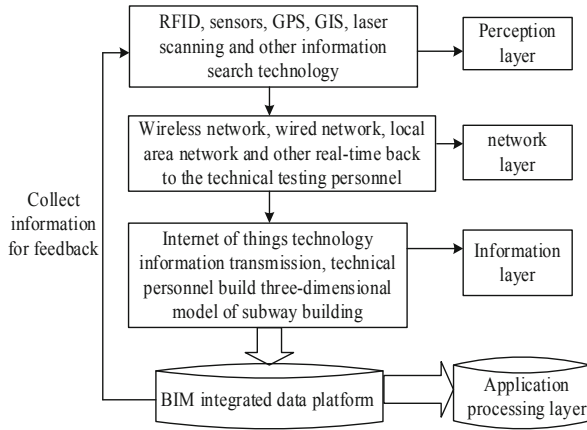 RFID, sensors, GPS, GIS, laser
scanning and other information
search technology
Perception
layer
Wireless network, wired network, local
area network and other real-time back
to the technical testing personnel
network
layer
Collect
information
for feedback
Internet of things technology
information transmission, technical
personnel build three-dimensional
model of subway building
Information
layer
BIM integrated data platform
Application
processing layer